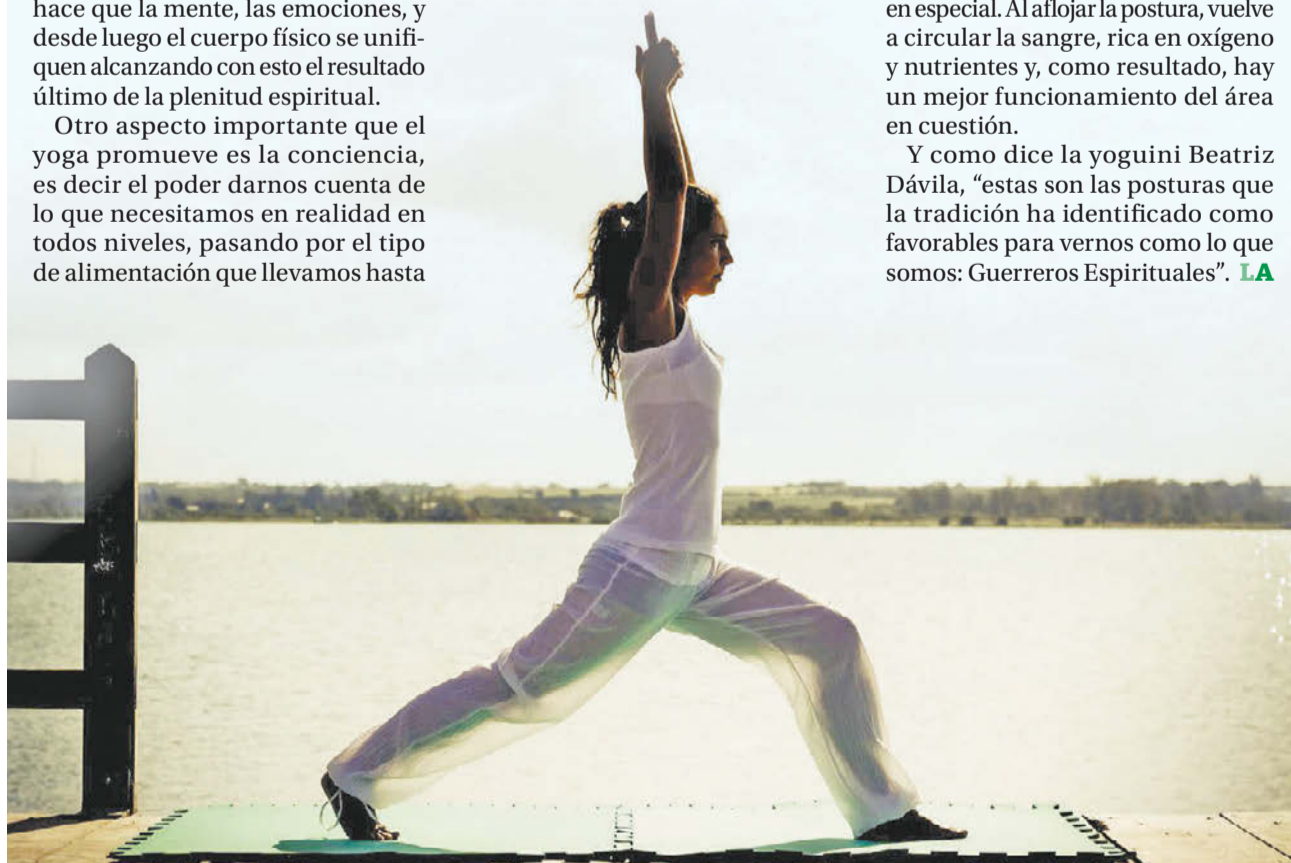 hace que la mente, las emociones, y
desde luego el cuerpo físico se unifi-
quen alcanzando con esto el resultado
último de la plenitud espiritual.
Otro aspecto importante que el
yoga promueve es la conciencia,
es decir el poder darnos cuenta de
lo que necesitamos en realidad en
todos niveles, pasando por el tipo
de alimentación que llevamos hasta
en especial. Al aflojar la postura, vuelve
a circular la sangre, rica en oxígeno
y nutrientes y, como resultado, hay
un mejor funcionamiento del área
en cuestión.
Y como dice la yoguini Beatriz
Dávila, “estas son las posturas que
la tradición ha identificado como
favorables para vernos como lo que
somos: Guerreros Espirituales”. LA